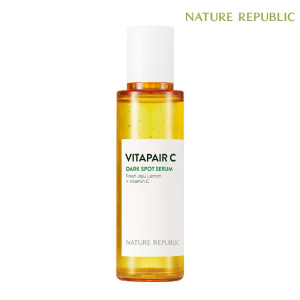 NATURE REPUBLIC
VITAPAIR C
DARK SPOT SERUM
Fresh Jeju Lemon
+ Vitamin C
NATURE REPUBLIC